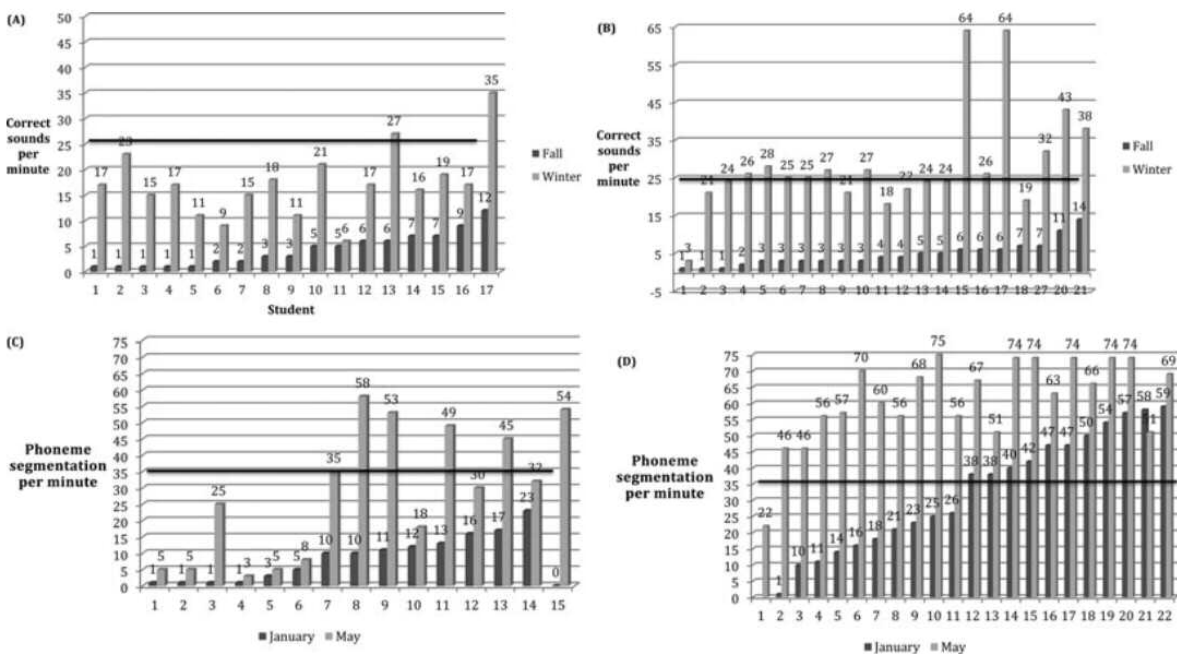 (A)
50
45
40
35
30
25
20
15
10
5
0
Correct
sounds
per
minute
17 23 15 17 11 9 15 18 11 21 6 17 27 16 19 17 35
1 1 1 1 1 2 2 3 3 5 5 6 6 7 7 9 12
1 2 3 4 5 6 7 8 9 10 11 12 13 14 15 16 17
Student
Fall
Winter
(B)
65
55
45
35
25
15
5
-5
Correct
sounds
per
minute
3 21 24 26 28 25 25 27 21 27 18 22 24 24 64 26 64 19 32 43 38
1 1 1 2 3 3 3 3 3 3 4 4 5 5 6 6 6 7 7 11 14
1 2 3 4 5 6 7 8 9 10 11 12 13 14 15 16 17 18 27 20 21
Fall
Winter
(C)
75
70
65
60
55
50
45
40
35
30
25
20
15
10
5
0
Phoneme
segmentation
per minute
5 5 25 3 5 8 35 58 53 18 49 30 45 32 54
1 1 1 1 3 5 10 10 11 12 13 16 17 23 0
1 2 3 4 5 6 7 8 9 10 11 12 13 14 15
January May
(D)
75
70
65
60
55
50
45
40
35
30
25
20
15
10
5
0
Phoneme
segmentation
per minute
22 46 46 56 57 70 60 56 68 75 56 67 51 74 74 63 74 66 74 74 51 69
1 10 11 14 16 18 21 23 25 26 38 38 40 42 47 47 50 54 57 58 59
1 2 3 4 5 6 7 8 9 10 11 12 13 14 15 16 17 18 19 20 21 22
January May